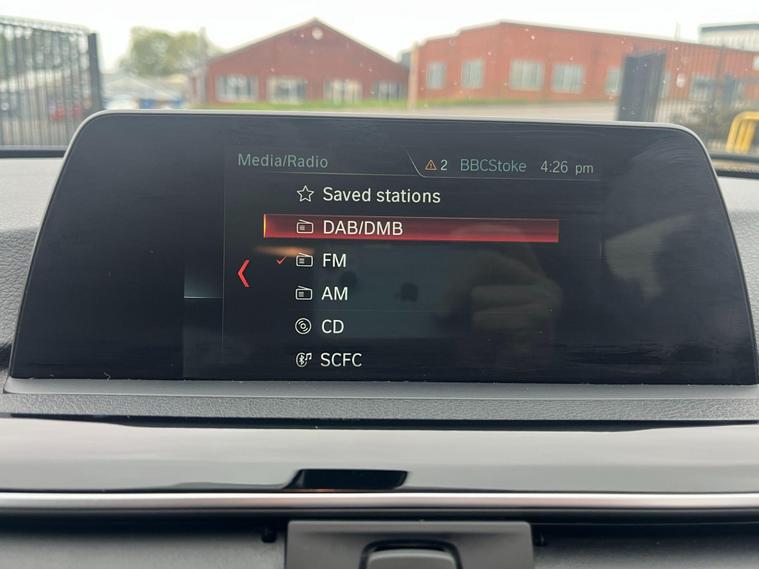 Media/Radio 2 BBCStoke 4:26 pm
Saved stations
DAB/DMB
FM
AM
CD
SCFC